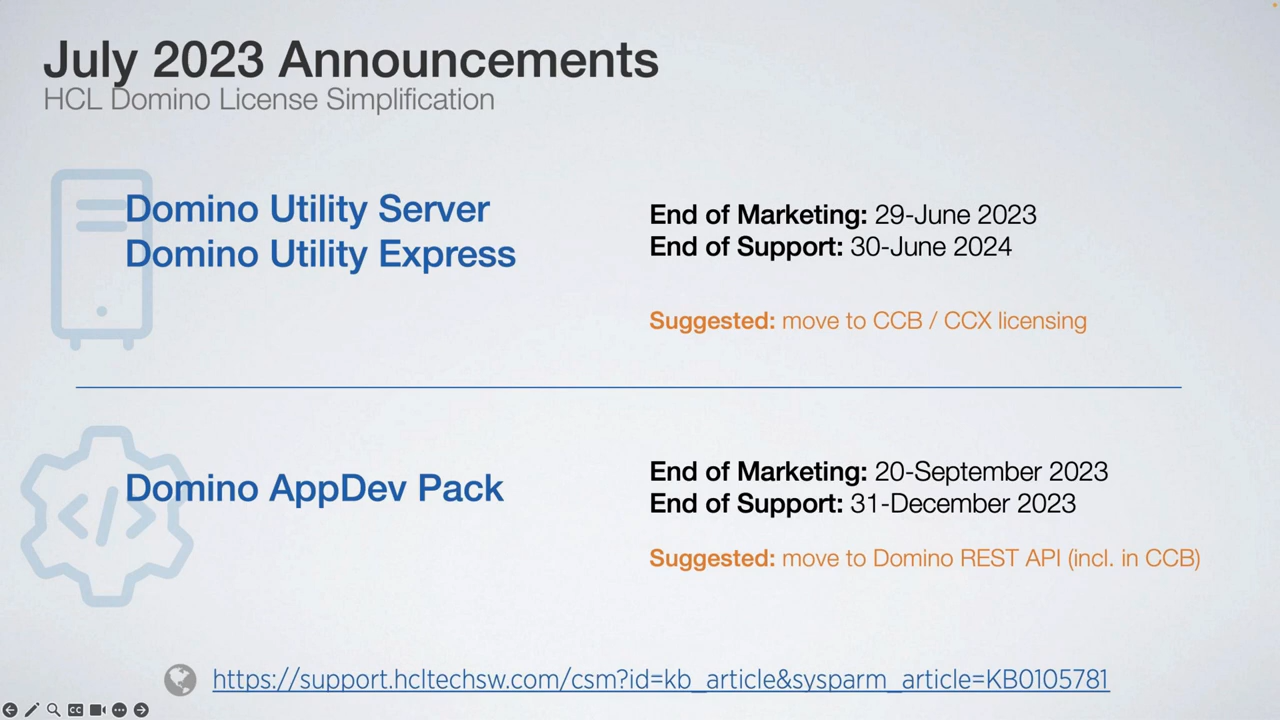 July 2023 Announcements
HCL Domino License Simplification
Domino Utility Server
Domino Utility Express
End of Marketing: 29-June 2023
End of Support: 30-June 2024
Suggested: move to CCB / CCX licensing
Domino AppDev Pack
End of Marketing: 20-September 2023
End of Support: 31-December 2023
Suggested: move to Domino REST API (incl. in CCB)
https://support.hcltechsw.com/csm?id=kb_article&sysparm_article=KB0105781
CC